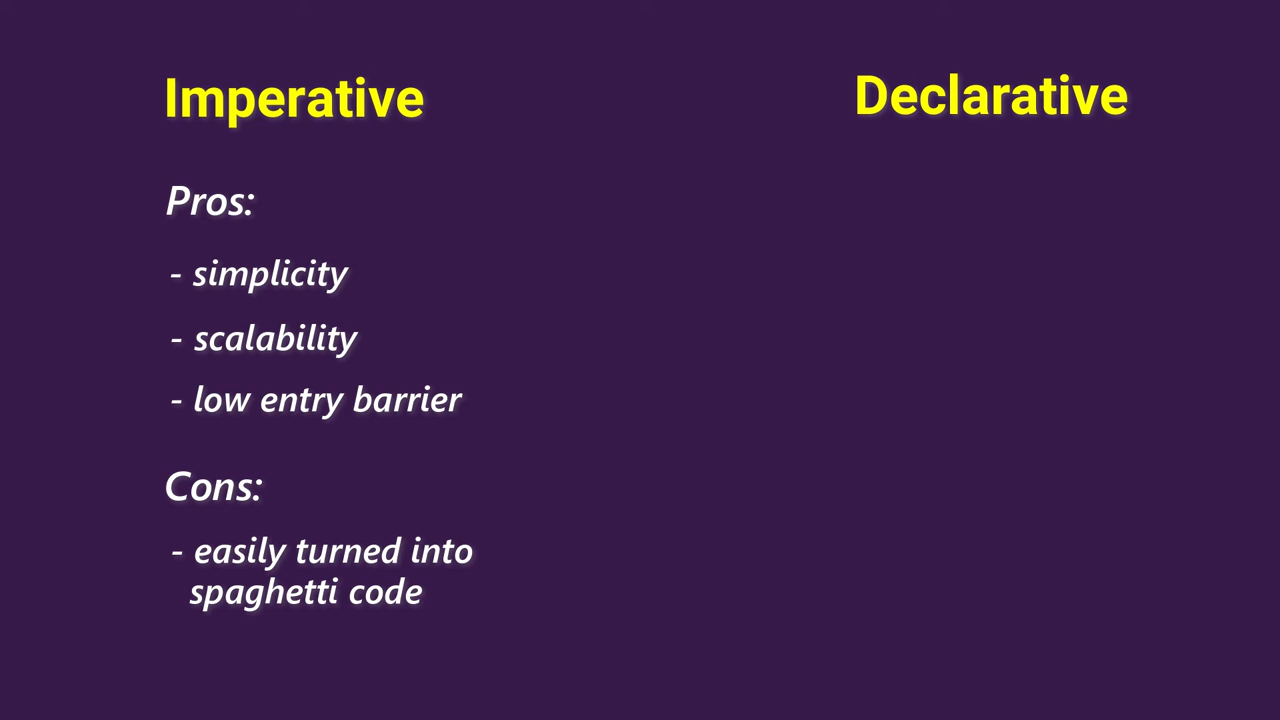 Imperative
Declarative
Pros:
- simplicity
- scalability
- low entry barrier
Cons:
- easily turned into
spaghetti code